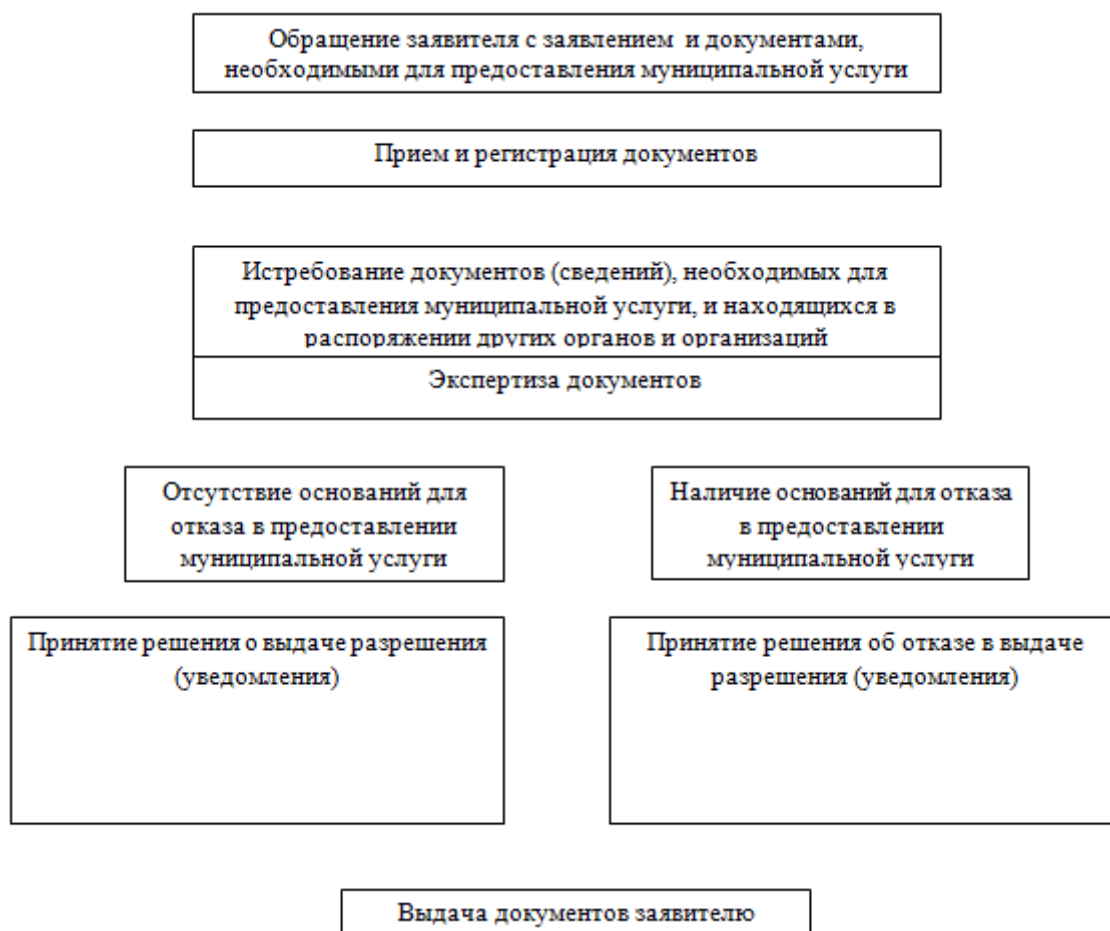 Обращение заявителя с заявлением и документами,
необходимыми для предоставления муниципальной услуги
Прием и регистрация документов
Истребование документов (сведений), необходимых для
предоставления муниципальной услуги, и находящихся в
распоряжении других органов и организаций
Экспертиза документов
Отсутствие оснований для
отказа в предоставлении
муниципальной услуги
Наличие оснований для отказа
в предоставлении
муниципальной услуги
Принятие решения о выдаче разрешения
(уведомления)
Принятие решения об отказе в выдаче
разрешения (уведомления)
Выдача документов заявителю